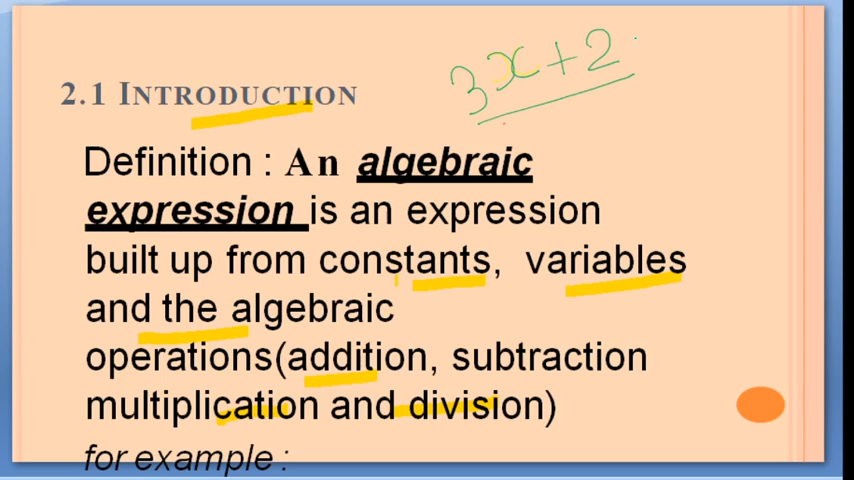 3x+2
2.1 INTRODUCTION
Definition : An algebraic
expression is an expression
built up from constants, variables
and the algebraic
operations(addition, subtraction
multiplication and division)
for example :